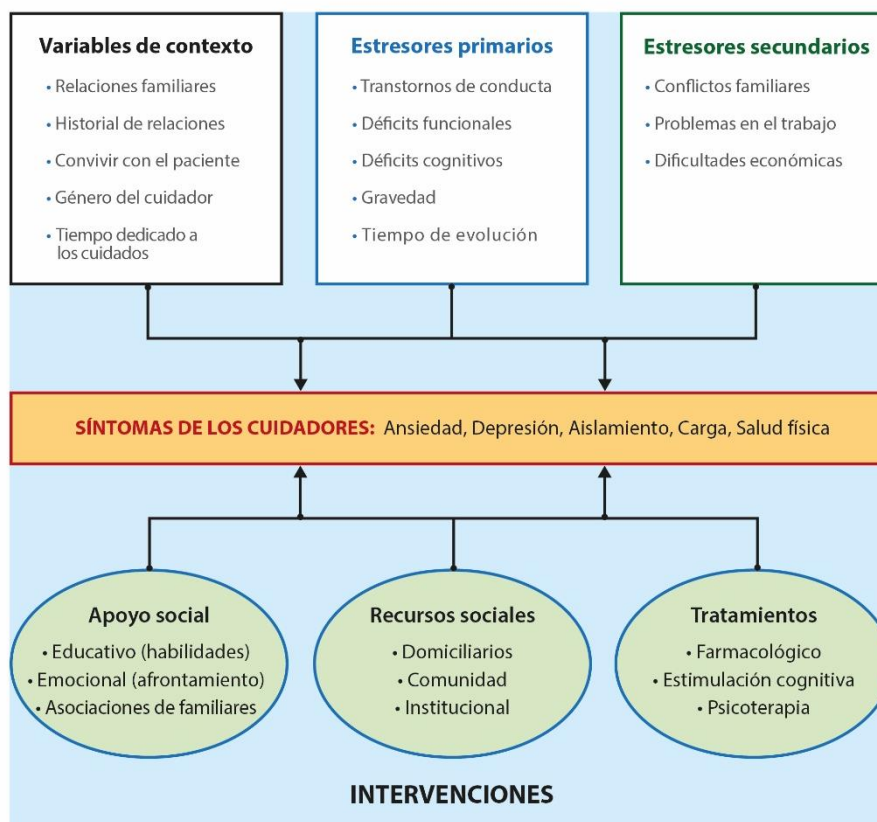 Variables de contexto
• Relaciones familiares
• Historial de relaciones
• Convivir con el paciente
• Género del cuidador
• Tiempo dedicado a
los cuidados
Estresores primarios
• Transtornos de conducta
• Déficits funcionales
• Déficits cognitivos
• Gravedad
• Tiempo de evolución
Estresores secundarios
• Conflictos familiares
• Problemas en el trabajo
• Dificultades económicas
SÍNTOMAS DE LOS CUIDADORES: Ansiedad, Depresión, Aislamiento, Carga, Salud física
Apoyo social
• Educativo (habilidades)
• Emocional (afrontamiento)
• Asociaciones de familiares
Recursos sociales
• Domiciliarios
• Comunidad
• Institucional
Tratamientos
• Farmacológico
• Estimulación cognitiva
• Psicoterapia
INTERVENCIONES